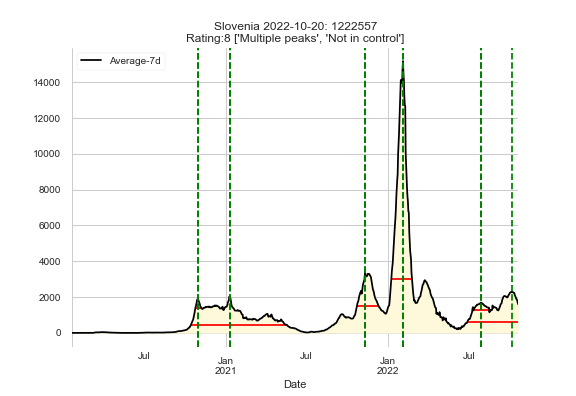 Slovenia 2022-10-20: 1222557
Rating:8 ['Multiple peaks', 'Not in control']
Average-7d
14000
12000
10000
8000
6000
4000
2000
0
Jul
Jan
2021
Jul
Jan
2022
Jul
Date